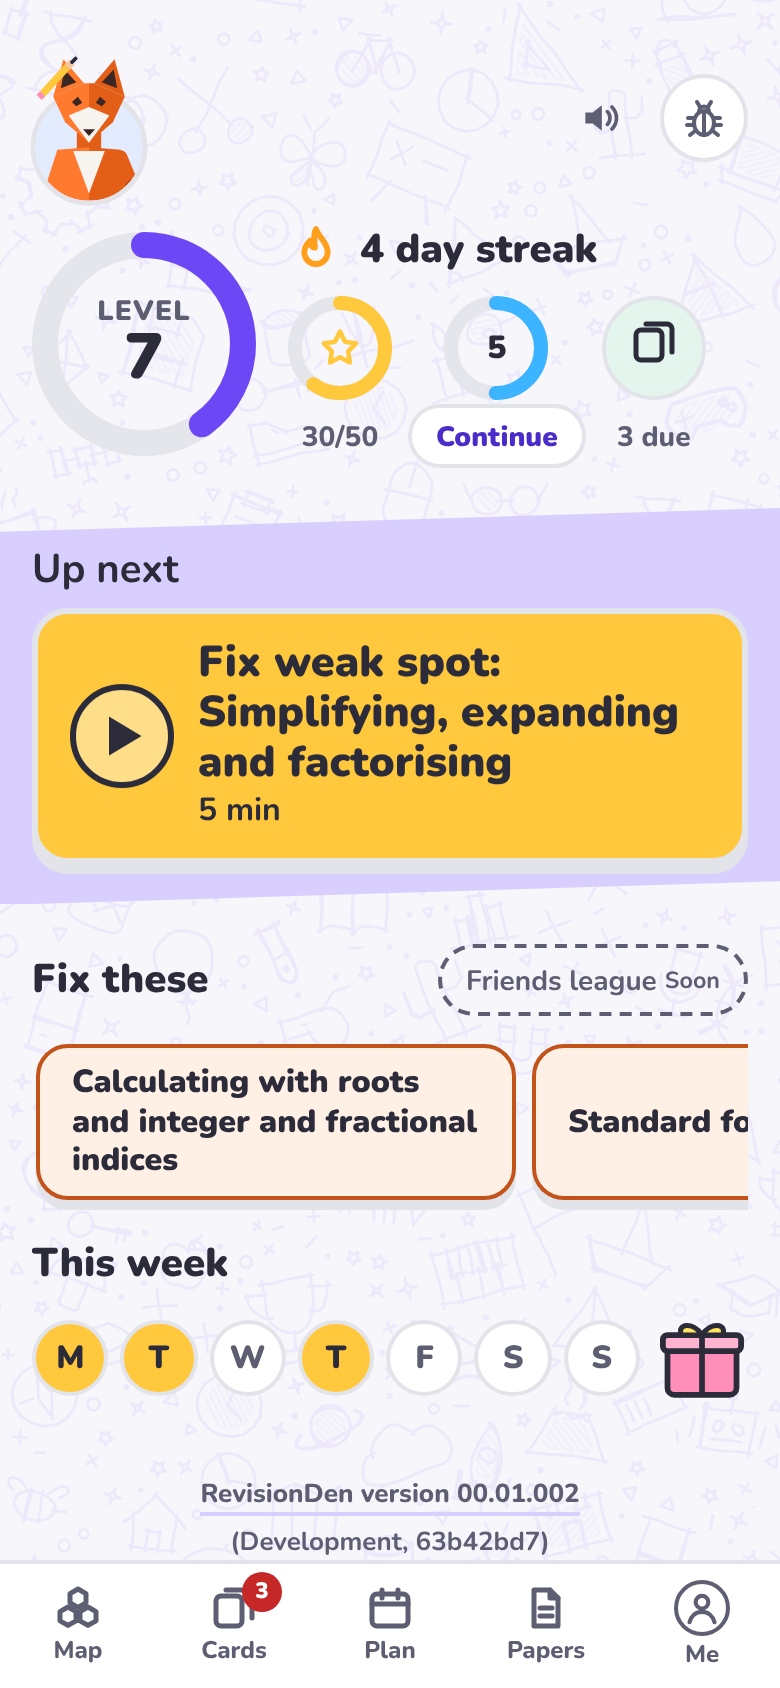 4 day streak
LEVEL
7
5
30/50
Continue
3 due
Up next
Fix weak spot:
Simplifying, expanding
and factorising
5 min
Fix these
Friends league Soon
Calculating with roots
and integer and fractional
indices
Standard fo
This week
M T W T F S S
RevisionDen version 00.01.002
(Development, 63b42bd7)
3
Map
Cards
Plan
Papers
Me